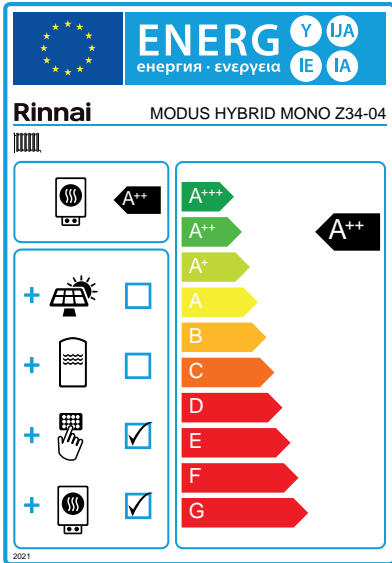 ENERG Y IJA
енергия · ενεργεια IE IA
Rinnai MODUS HYBRID MONO Z34-04
A++
A+++
A++
A++
A+
A
B
C
D
E
F
G
+
+
+
+
2021